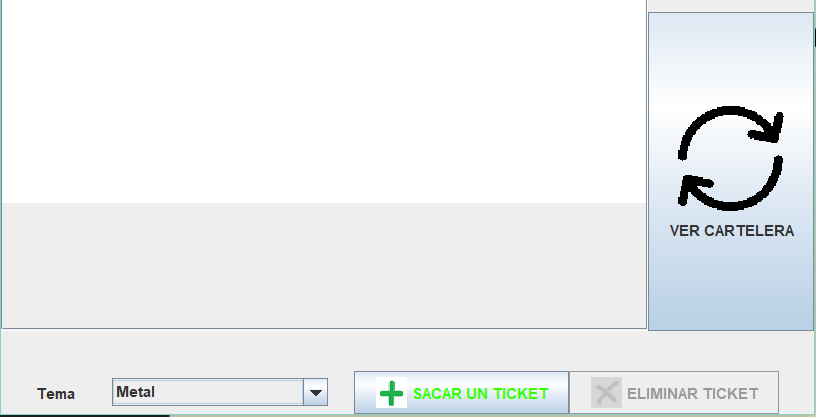 VER CARTELERA
Tema
Metal
SACAR UN TICKET
ELIMINAR TICKET